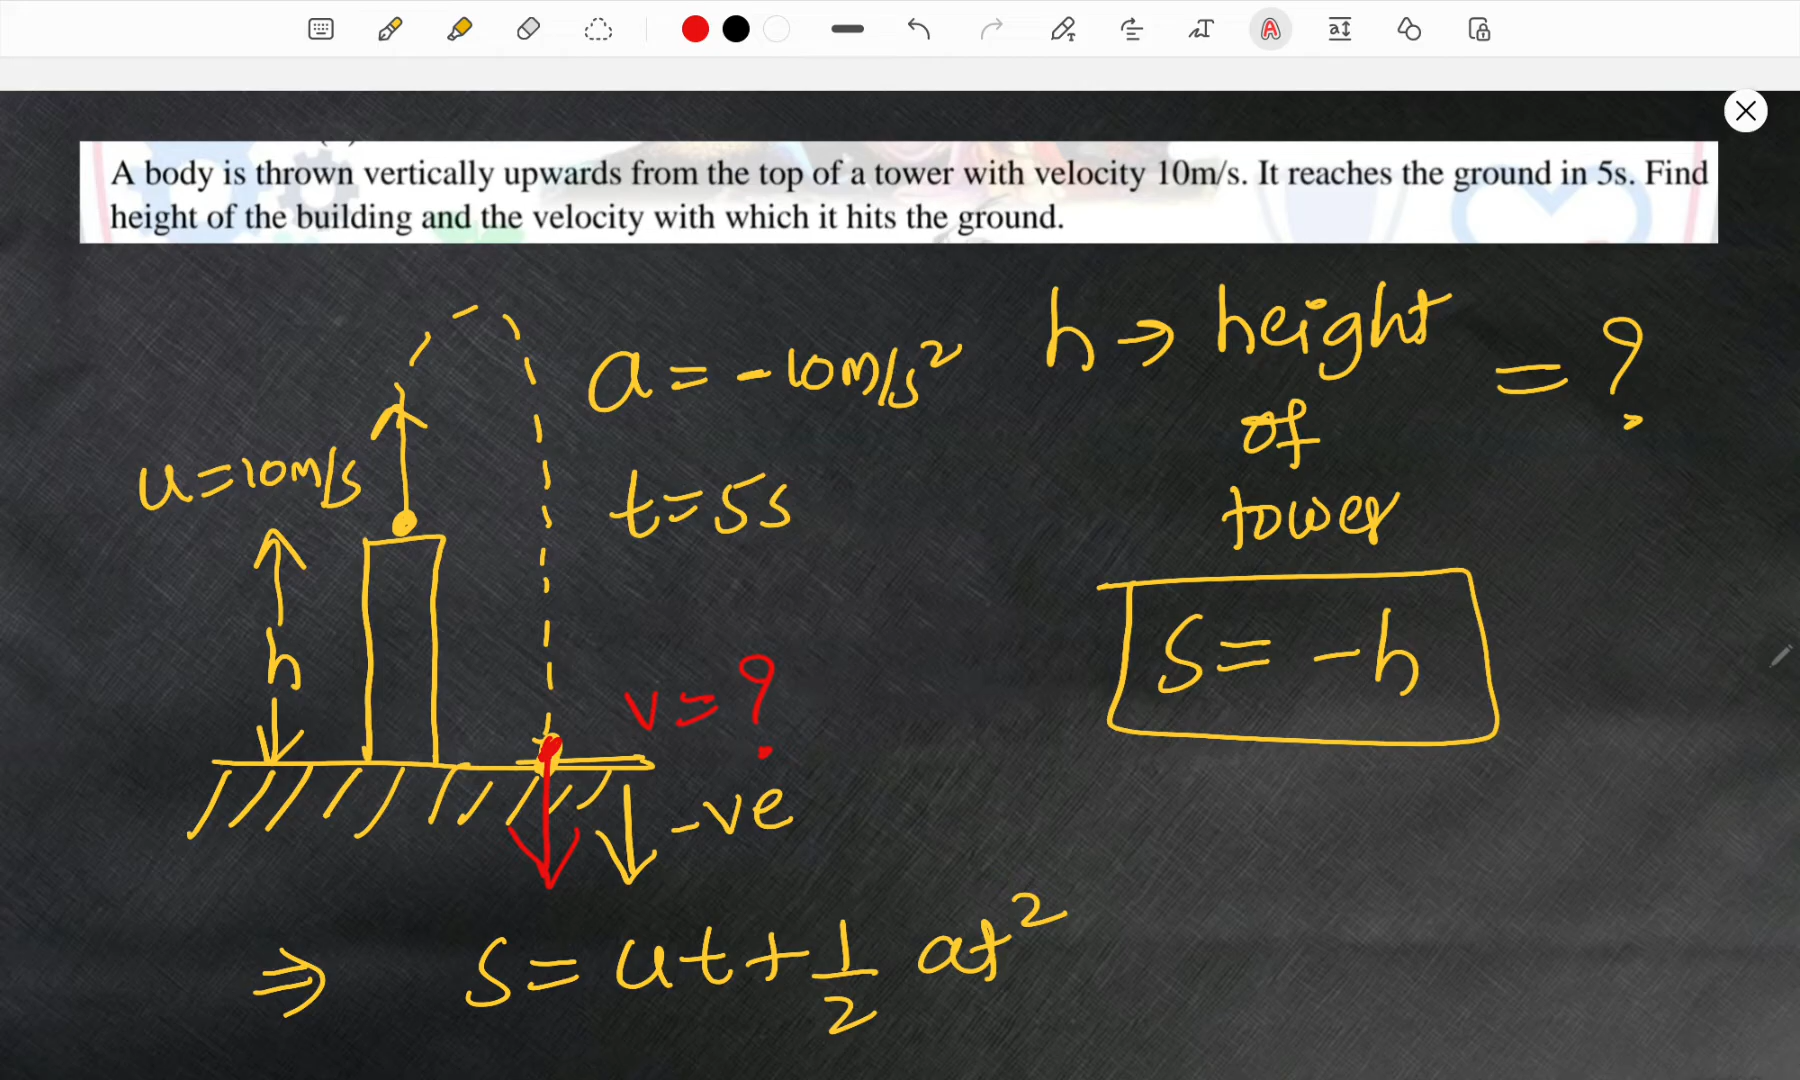 A body is thrown vertically upwards from the top of a tower with velocity 10m/s. It reaches the ground in 5s. Find
height of the building and the velocity with which it hits the ground.
u=10m/s
a = -10m/s²
t=5s
h → height = ?
of
tower
h
s = -h
v = ?
-ve
⇒ s = ut + 1/2 at²